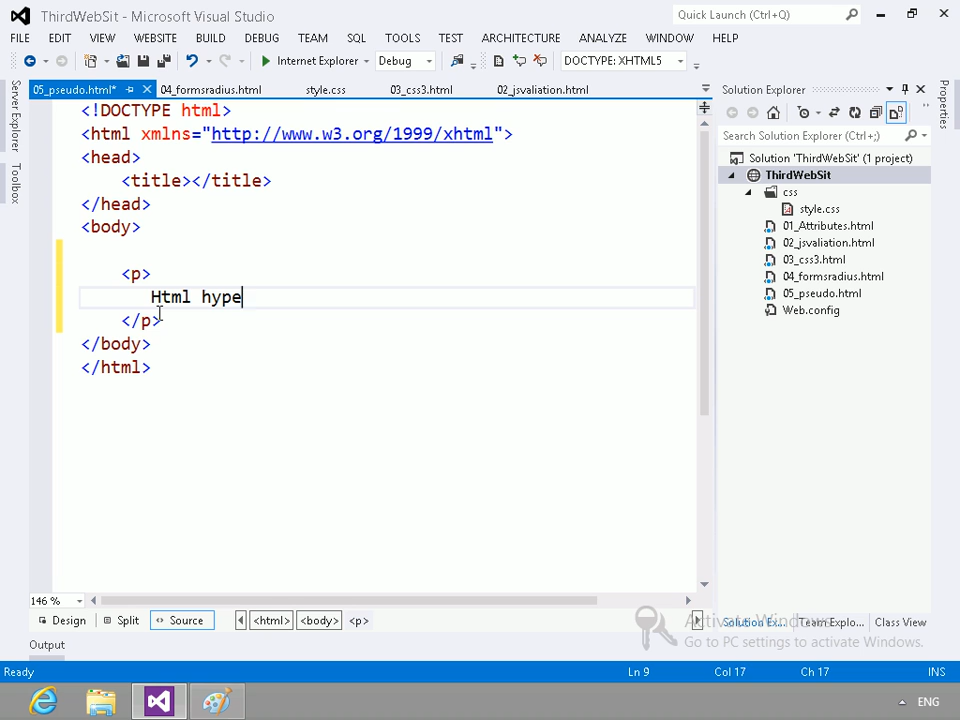 ThirdWebSit - Microsoft Visual Studio
Quick Launch (Ctrl+Q)
FILE EDIT VIEW WEBSITE BUILD DEBUG TEAM SQL TOOLS TEST ARCHITECTURE ANALYZE WINDOW HELP
Internet Explorer Debug DOCTYPE: XHTML5
Server Explorer
Toolbox
05_pseudo.html* 04_formsradius.html style.css 03_css3.html 02_jsvaliation.html
<!DOCTYPE html>
<html xmlns="http://www.w3.org/1999/xhtml">
<head>
<title></title>
</head>
<body>
<p>
Html hype
</p>
</body>
</html>
146 %
Design Split Source <html> <body> <p>
Output
Solution Explorer
Search Solution Explorer (Ctrl+;)
Solution 'ThirdWebSit' (1 project)
ThirdWebSit
css
style.css
01_Attributes.html
02_jsvaliation.html
03_css3.html
04_formsradius.html
05_pseudo.html
Web.config
Properties
Activate Windows
Go to PC settings to activate Windows.
Solution Ex... Team Explo... Class View
Ready Ln 9 Col 17 Ch 17 INS
ENG